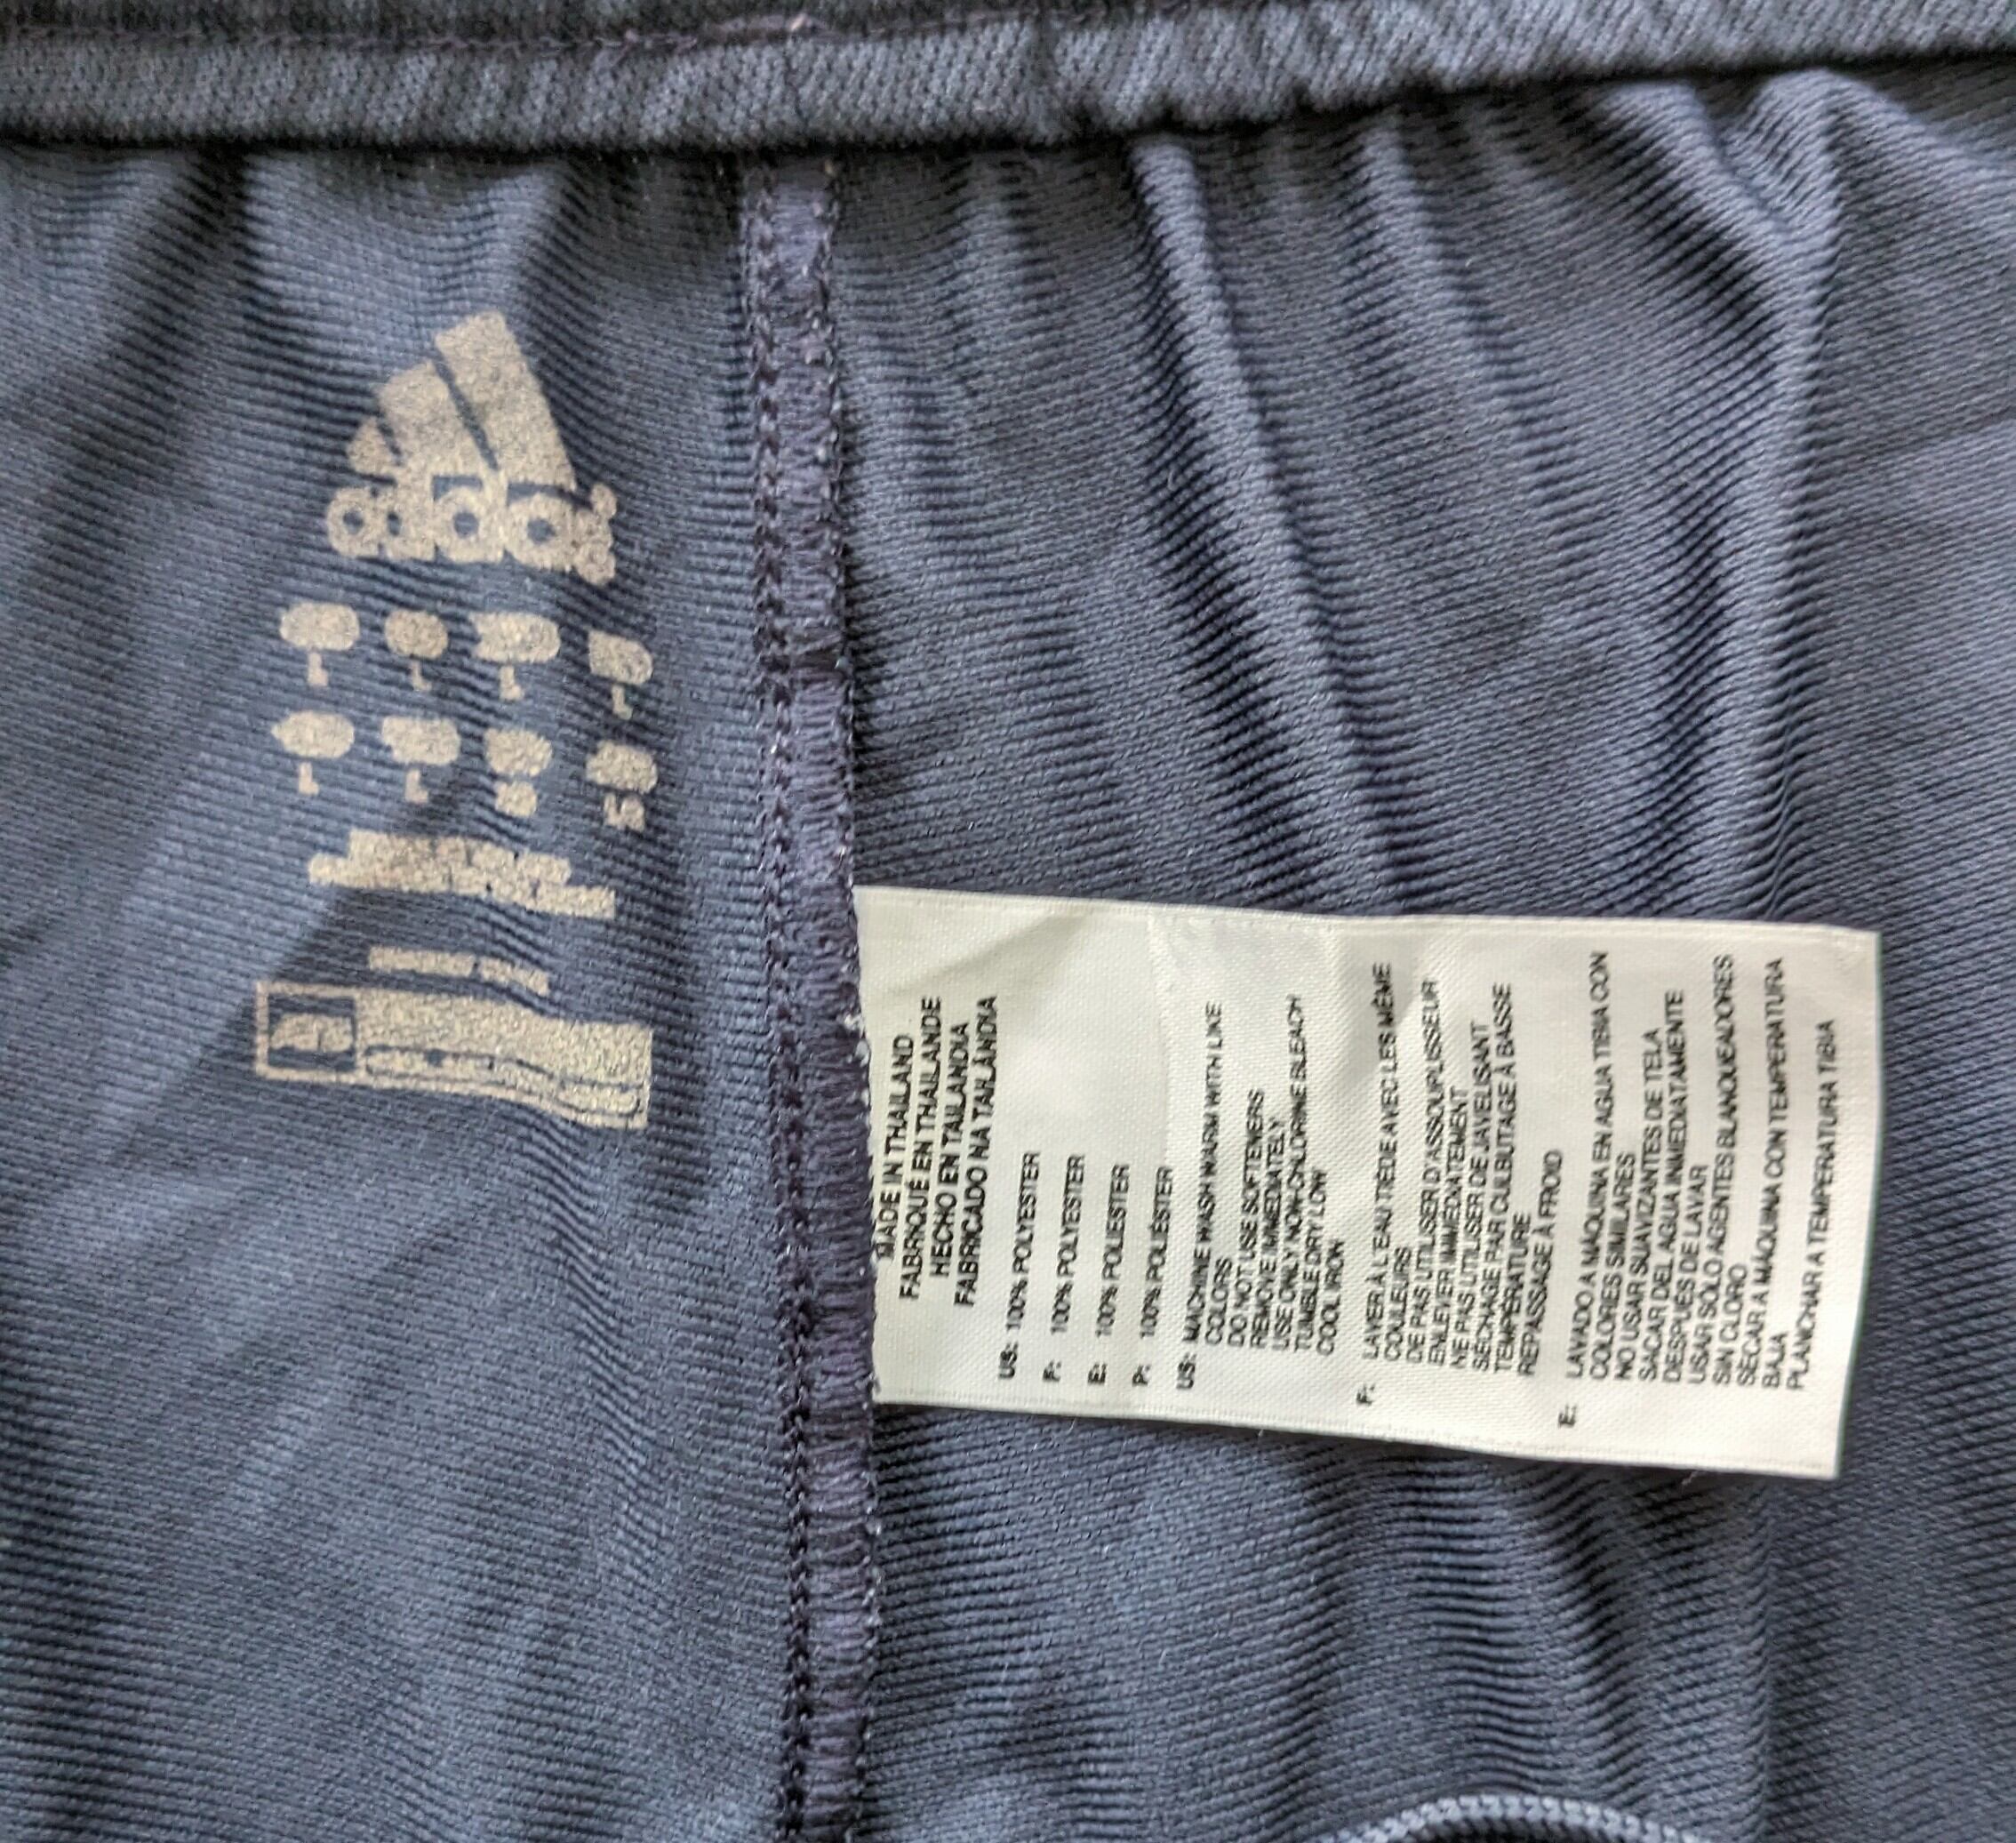 adidas
L
L
L
L
L
L
MADE IN THAILAND
FABRIQUÉ EN THAILANDE
HECHO EN TAILANDIA
FABRICADO NA TAILÂNDIA
US: 100% POLYESTER
F: 100% POLYESTER
E: 100% POLIESTER
P: 100% POLIÉSTER
US: MACHINE WASH WARM WITH LIKE
COLORS
DO NOT USE SOFTENERS
REMOVE IMMEDIATELY
USE ONLY NON-CHLORINE BLEACH
TUMBLE DRY LOW
COOL IRON
F: LAVER À L'EAU TIEDE AVEC LES MÊME
COULEURS
DE PAS UTILISER D'ASSOUPLISSEUR
ENLEVER IMMEDIATEMENT
NE PAS UTILISER DE JAVELISANT
SÉCHAGE PAR CULBUTAGE À BASSE
TEMPÉRATURE
REPASSAGE À FROID
E: LAVADO A MÁQUINA EN AGUA TIBIA CON
COLORES SIMILARES
NO USAR SUAVIZANTES DE TELA
SACAR DEL AGUA INMEDIATAMENTE
DESPUÉS DE LAVAR
USAR SÓLO AGENTES BLANQUEADORES
SIN CLORO
SECAR A MÁQUINA CON TEMPERATURA
BAJA
PLANCHAR A TEMPERATURA TIBIA